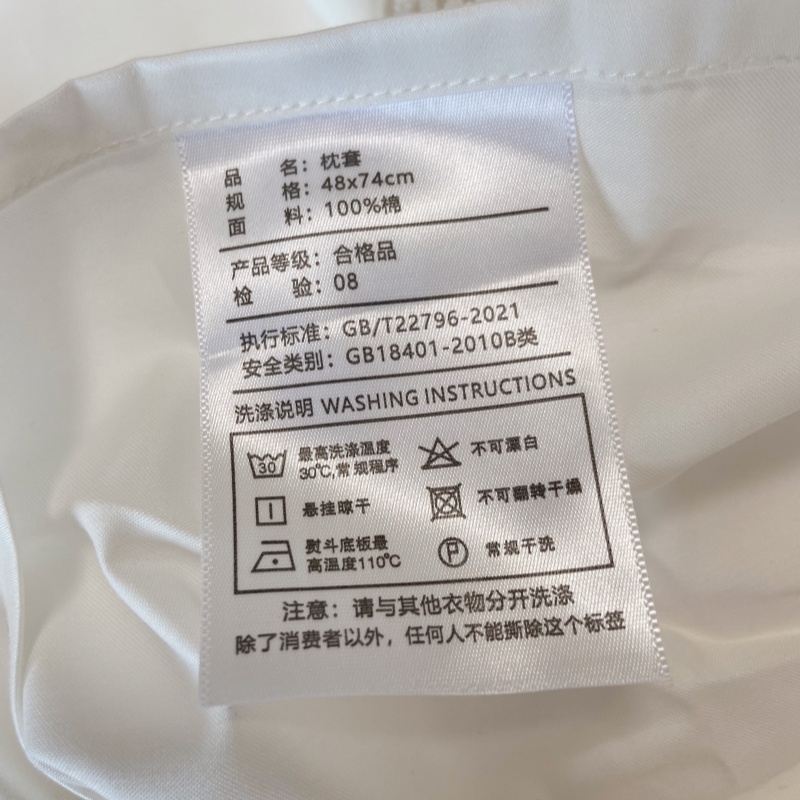 品 名：枕套
规 格：48x74cm
面 料：100%棉
产品等级：合格品
检 验：08
执行标准：GB/T22796-2021
安全类别：GB18401-2010B类
洗涤说明 WASHING INSTRUCTIONS
30 最高洗涤温度 不可漂白
30℃,常规程序
悬挂晾干 不可翻转干燥
熨斗底板最 P 常规干洗
高温度110℃
注意：请与其他衣物分开洗涤
除了消费者以外，任何人不能撕除这个标签